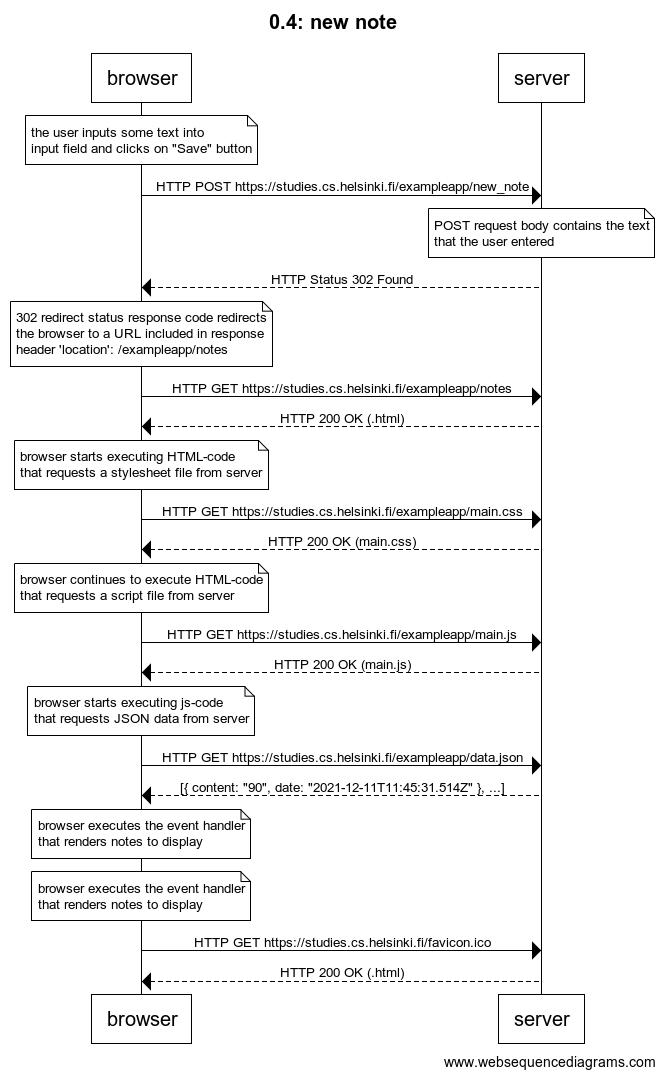 0.4: new note
browser
server
the user inputs some text into
input field and clicks on "Save" button
HTTP POST https://studies.cs.helsinki.fi/exampleapp/new_note
POST request body contains the text
that the user entered
HTTP Status 302 Found
302 redirect status response code redirects
the browser to a URL included in response
header 'location': /exampleapp/notes
HTTP GET https://studies.cs.helsinki.fi/exampleapp/notes
HTTP 200 OK (.html)
browser starts executing HTML-code
that requests a stylesheet file from server
HTTP GET https://studies.cs.helsinki.fi/exampleapp/main.css
HTTP 200 OK (main.css)
browser continues to execute HTML-code
that requests a script file from server
HTTP GET https://studies.cs.helsinki.fi/exampleapp/main.js
HTTP 200 OK (main.js)
browser starts executing js-code
that requests JSON data from server
HTTP GET https://studies.cs.helsinki.fi/exampleapp/data.json
[{ content: "90", date: "2021-12-11T11:45:31.514Z" }, ...]
browser executes the event handler
that renders notes to display
browser executes the event handler
that renders notes to display
HTTP GET https://studies.cs.helsinki.fi/favicon.ico
HTTP 200 OK (.html)
browser
server
www.websequencediagrams.com